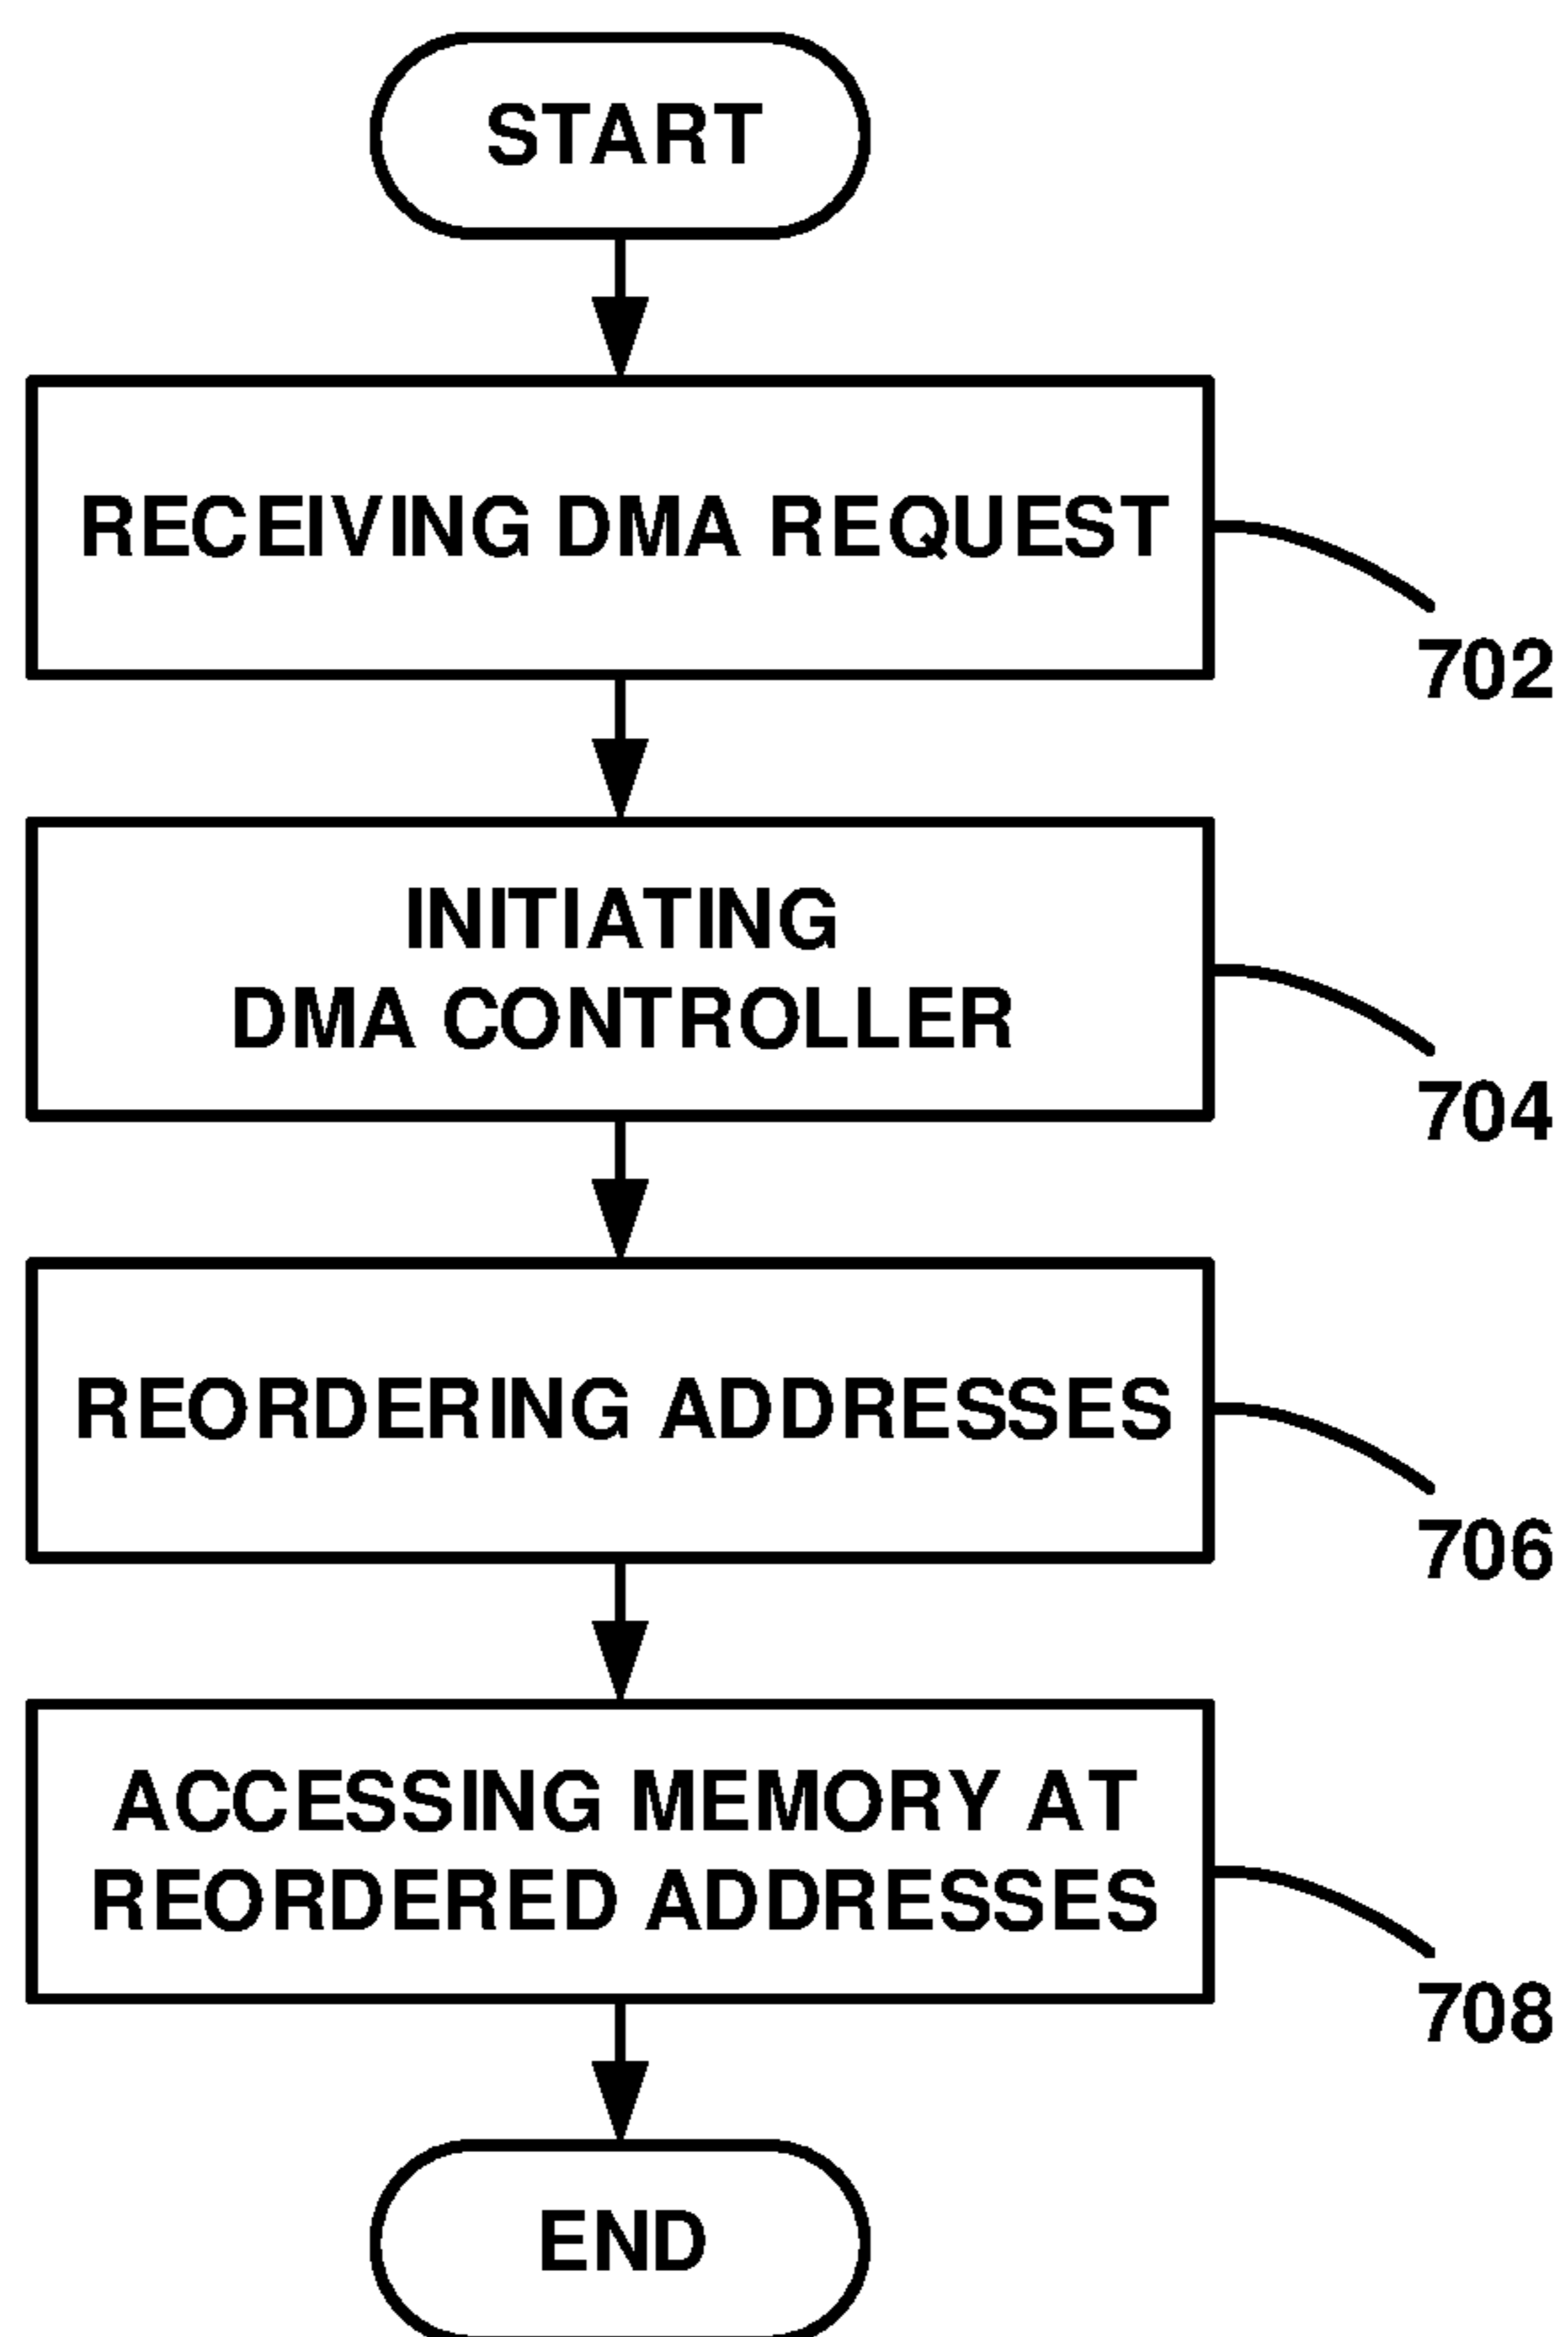 START
RECEIVING DMA REQUEST
702
INITIATING
DMA CONTROLLER
704
REORDERING ADDRESSES
706
ACCESSING MEMORY AT
REORDERED ADDRESSES
708
END